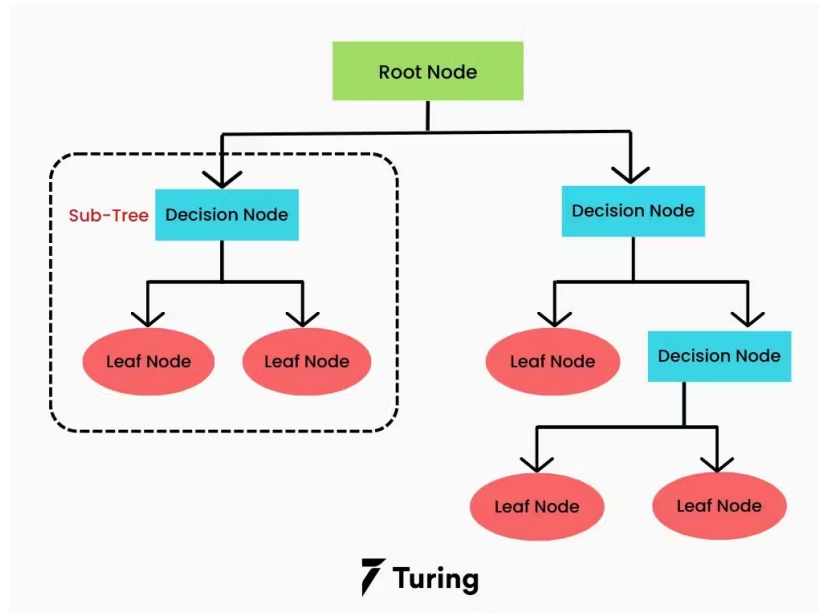 Root Node
Sub-Tree
Decision Node
Decision Node
Leaf Node
Leaf Node
Leaf Node
Decision Node
Leaf Node
Leaf Node
Turing